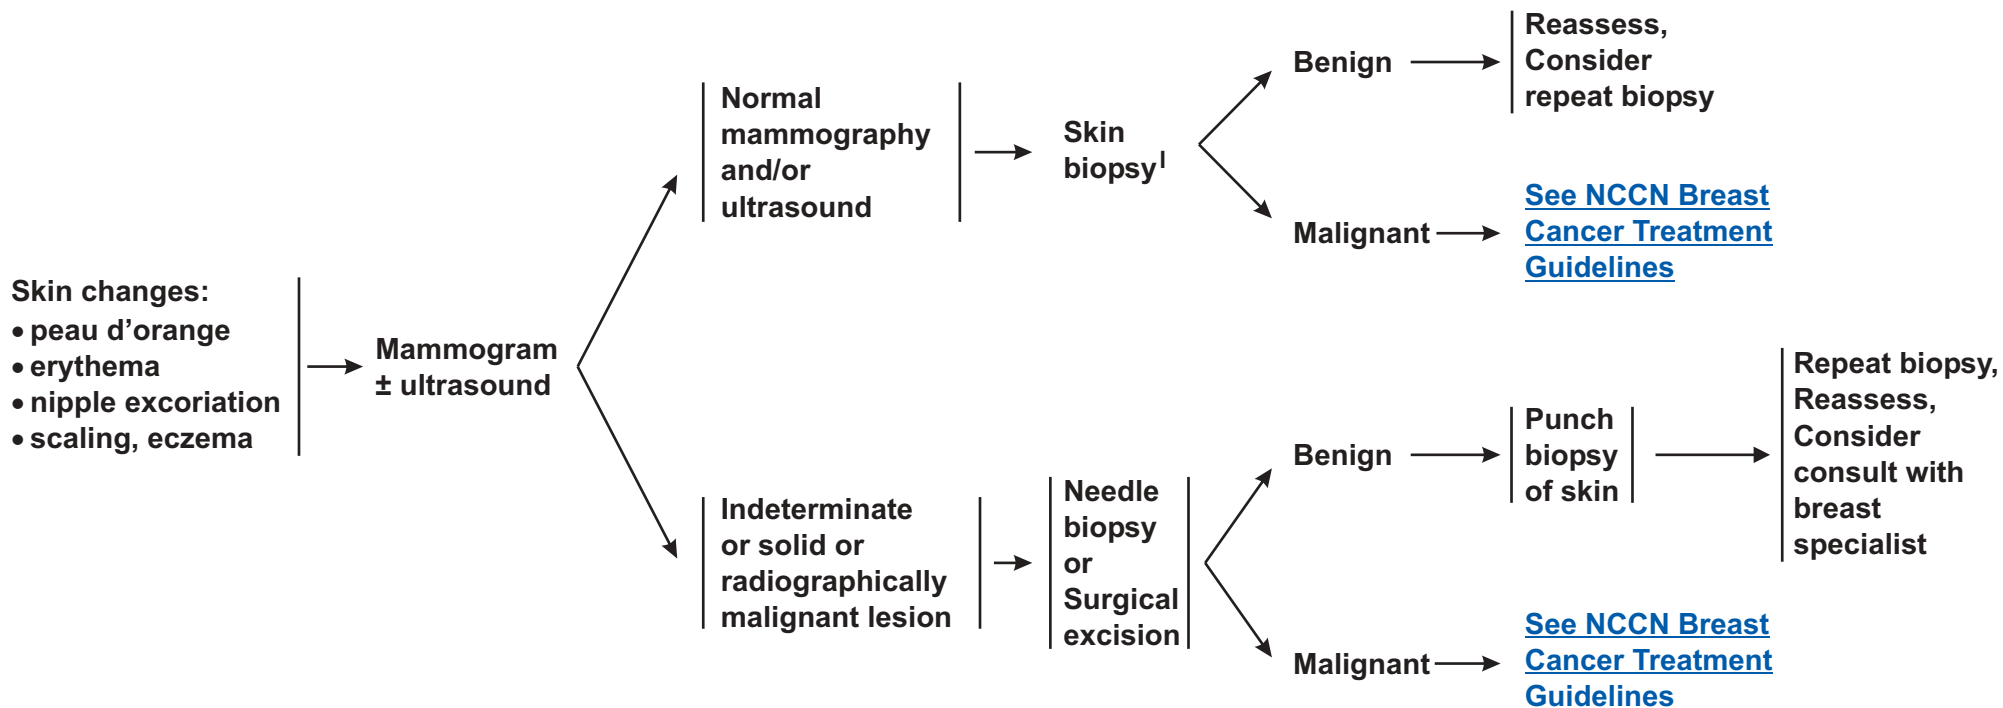 Skin changes:
• peau d’orange
• erythema
• nipple excoriation
• scaling, eczema
Mammogram
± ultrasound
Normal
mammography
and/or
ultrasound
Skin
biopsyˡ
Benign
Reassess,
Consider
repeat biopsy
Malignant
See NCCN Breast
Cancer Treatment
Guidelines
Indeterminate
or solid or
radiographically
malignant lesion
Needle
biopsy
or
Surgical
excision
Benign
Punch
biopsy
of skin
Repeat biopsy,
Reassess,
Consider
consult with
breast
specialist
Malignant
See NCCN Breast
Cancer Treatment
Guidelines